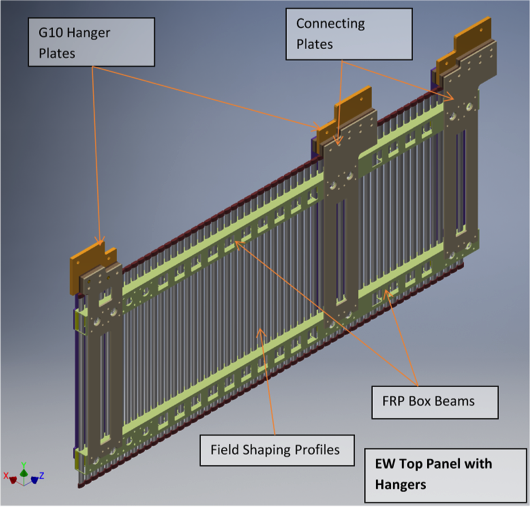 G10 Hanger
Plates
Connecting
Plates
FRP Box Beams
Field Shaping Profiles
EW Top Panel with
Hangers
X
Y
Z